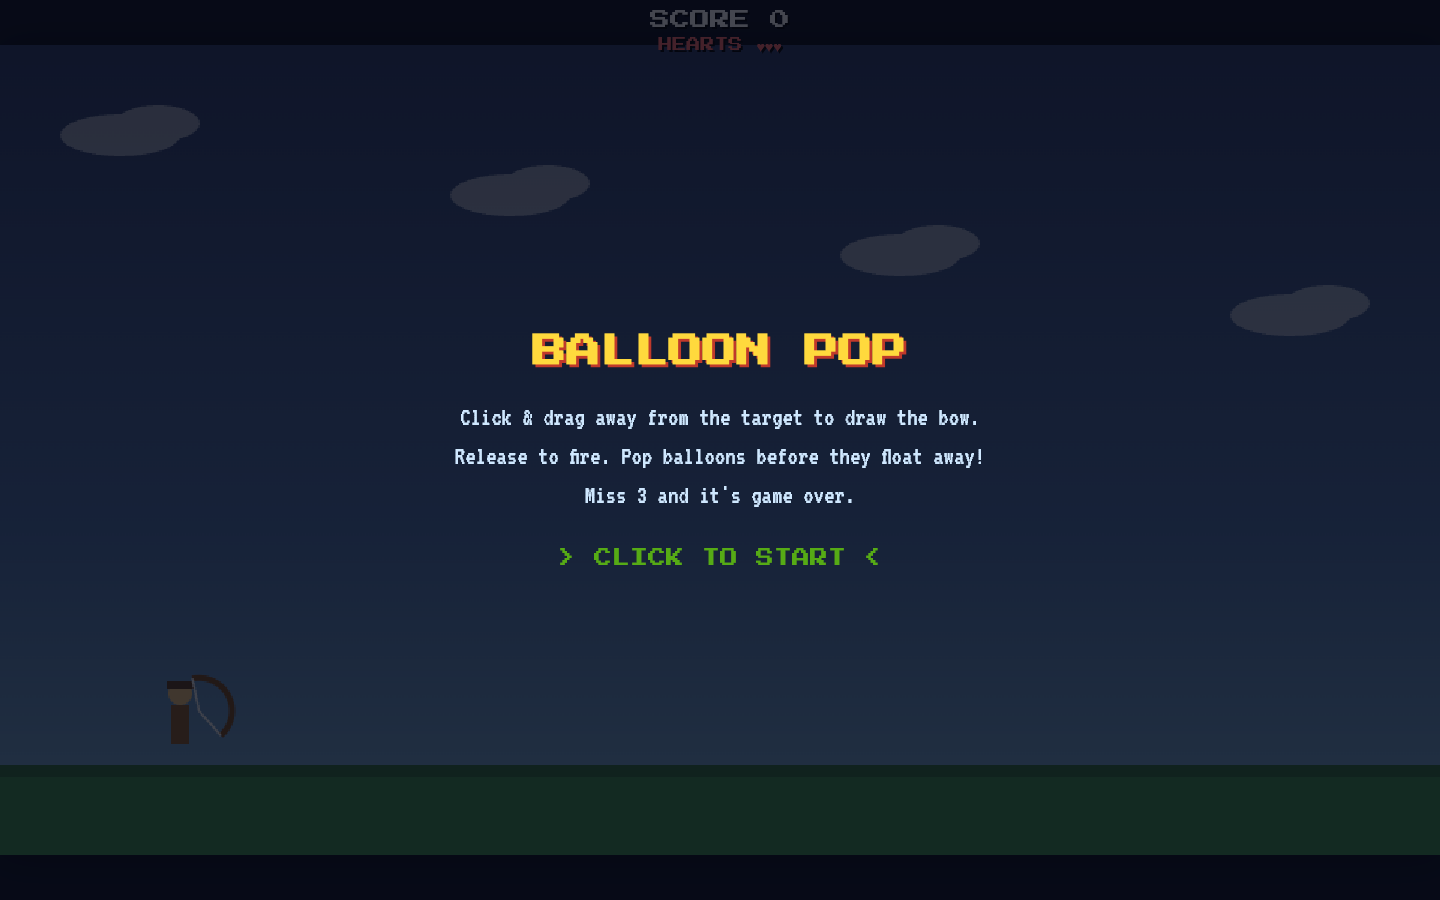 SCORE 0
HEARTS ♥♥♥
BALLOON POP
Click & drag away from the target to draw the bow.
Release to fire. Pop balloons before they float away!
Miss 3 and it's game over.
> CLICK TO START <